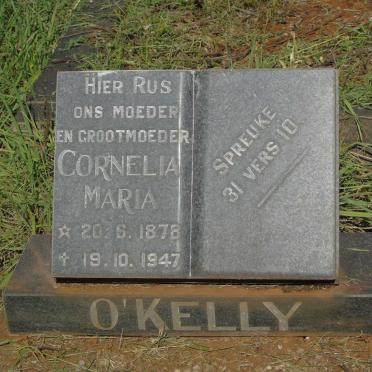 HIER RUS
ONS MOEDER
EN GROOTMOEDER
CORNELIA
MARIA
☆ 20.6.1878
✝ 19.10.1947
SPREUKE
31 VERS 10
O'KELLY